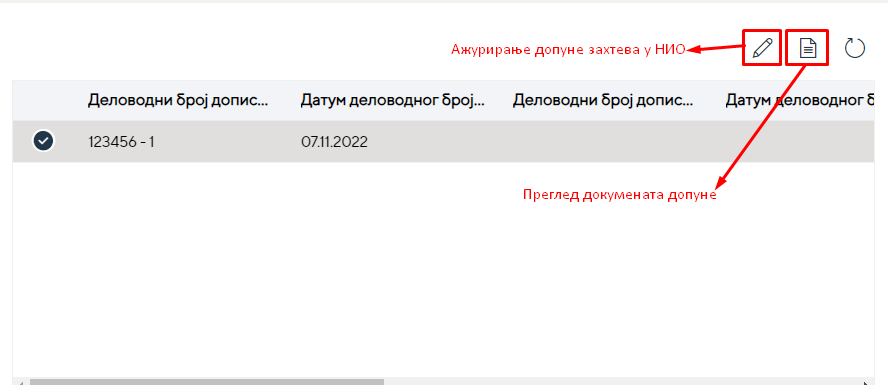 Ажурирање допуне захтева у НИО
Деловодни број допис... Датум деловодног број... Деловодни број допис... Датум деловодног б
123456 - 1 07.11.2022
Преглед докумената допуне